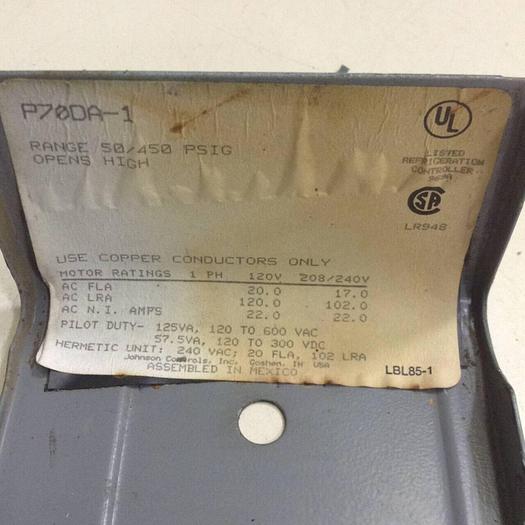 P70DA-1
RANGE 50/450 PSIG
OPENS HIGH
UL
LISTED
REFRIGERATION
CONTROLLER
SA
LR948
USE COPPER CONDUCTORS ONLY
MOTOR RATINGS 1 PH 120V 208/240V
AC FLA 20.0 17.0
AC LRA 120.0 102.0
AC N.I. AMPS 22.0 22.0
PILOT DUTY- 125VA, 120 TO 600 VAC
57.5VA, 120 TO 300 VDC
HERMETIC UNIT: 240 VAC; 20 FLA, 102 LRA
Johnson Controls, Inc. Goshen, IN USA
ASSEMBLED IN MEXICO
LBL85-1